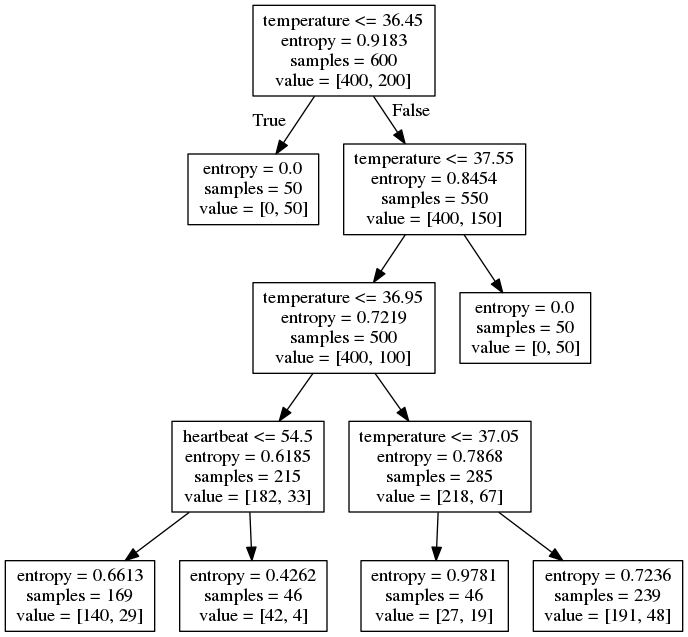 temperature <= 36.45
entropy = 0.9183
samples = 600
value = [400, 200]
True
False
entropy = 0.0
samples = 50
value = [0, 50]
temperature <= 37.55
entropy = 0.8454
samples = 550
value = [400, 150]
temperature <= 36.95
entropy = 0.7219
samples = 500
value = [400, 100]
entropy = 0.0
samples = 50
value = [0, 50]
heartbeat <= 54.5
entropy = 0.6185
samples = 215
value = [182, 33]
temperature <= 37.05
entropy = 0.7868
samples = 285
value = [218, 67]
entropy = 0.6613
samples = 169
value = [140, 29]
entropy = 0.4262
samples = 46
value = [42, 4]
entropy = 0.9781
samples = 46
value = [27, 19]
entropy = 0.7236
samples = 239
value = [191, 48]